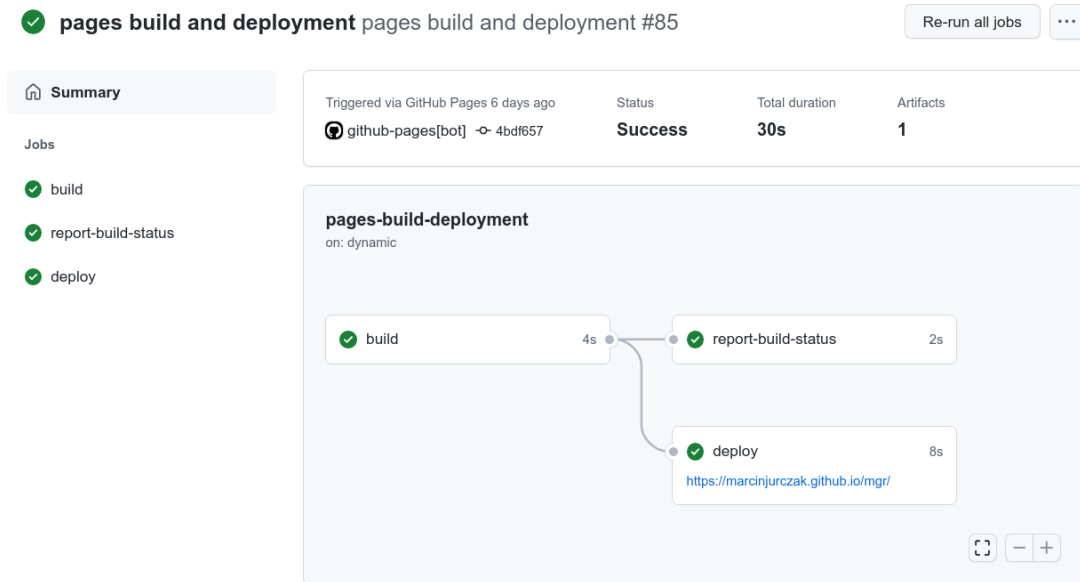 pages build and deployment pages build and deployment #85
Re-run all jobs
Summary
Jobs
build
report-build-status
deploy
Triggered via GitHub Pages 6 days ago
github-pages[bot] 4bdf657
Status
Success
Total duration
30s
Artifacts
1
pages-build-deployment
on: dynamic
build 4s
report-build-status 2s
deploy 8s
https://marcinjurczak.github.io/mgr/